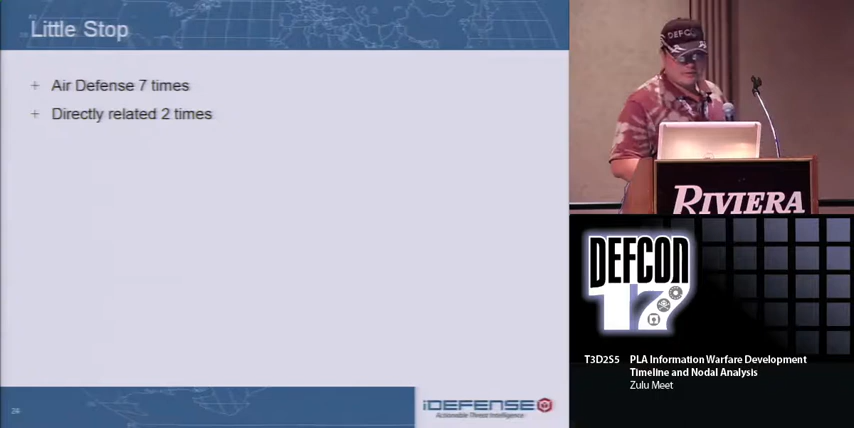 Little Stop
+ Air Defense 7 times
+ Directly related 2 times
iDEFENSE
Actionable Threat Intelligence
DEFCON
RIVIERA
DEFCON
17
T3D2S5 PLA Information Warfare Development
Timeline and Nodal Analysis
Zulu Meet